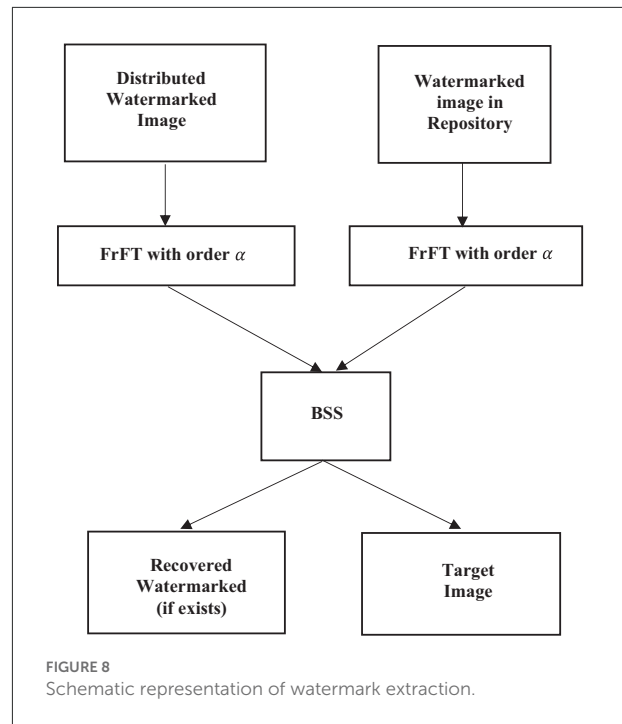 Distributed
Watermarked
Image
Watermarked
image in
Repository
FrFT with order α
FrFT with order α
BSS
Recovered
Watermarked
(if exists)
Target
Image
FIGURE 8
Schematic representation of watermark extraction.